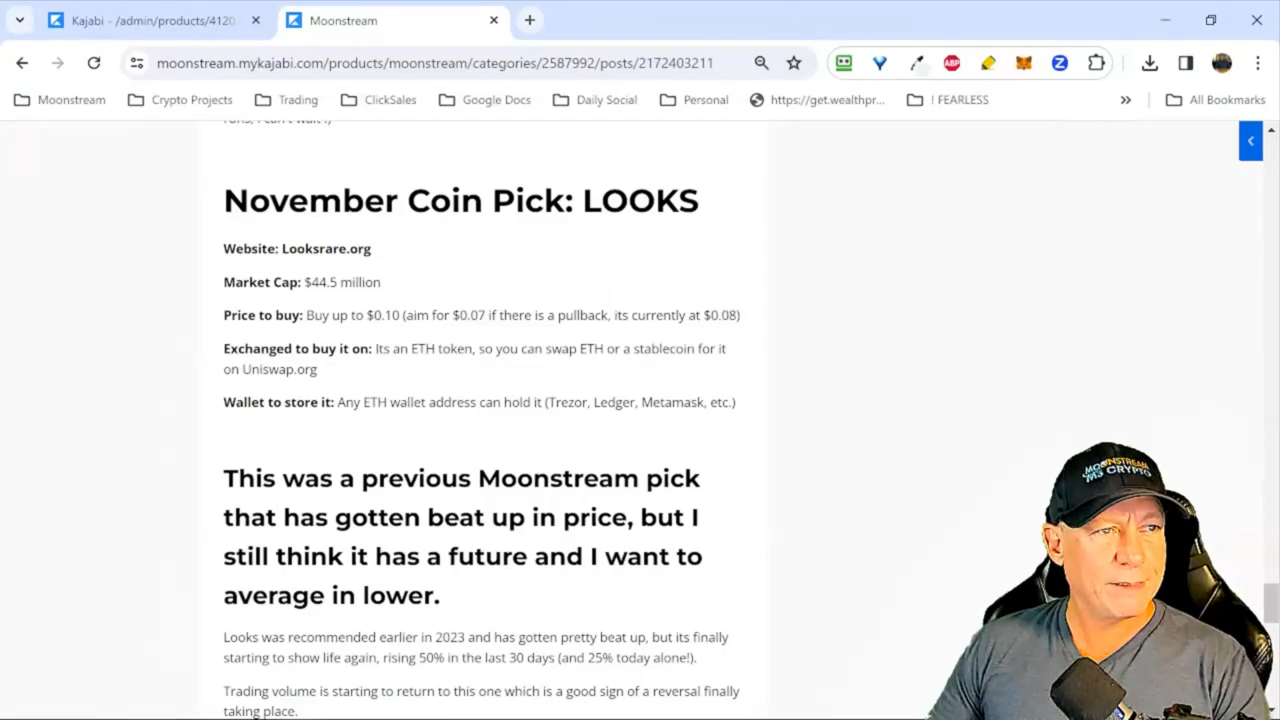 Kajabi - /admin/products/4120
Moonstream
moonstream.mykajabi.com/products/moonstream/categories/2587992/posts/2172403211
ABP
Z
Moonstream
Crypto Projects
Trading
ClickSales
Google Docs
Daily Social
Personal
https://get.wealthpr...
! FEARLESS
All Bookmarks
November Coin Pick: LOOKS
Website: Looksrare.org
Market Cap: $44.5 million
Price to buy: Buy up to $0.10 (aim for $0.07 if there is a pullback, its currently at $0.08)
Exchanged to buy it on: Its an ETH token, so you can swap ETH or a stablecoin for it
on Uniswap.org
Wallet to store it: Any ETH wallet address can hold it (Trezor, Ledger, Metamask, etc.)
This was a previous Moonstream pick
that has gotten beat up in price, but I
still think it has a future and I want to
average in lower.
Looks was recommended earlier in 2023 and has gotten pretty beat up, but its finally
starting to show life again, rising 50% in the last 30 days (and 25% today alone!).
Trading volume is starting to return to this one which is a good sign of a reversal finally
taking place.
MOONSTREAM
CRYPTO